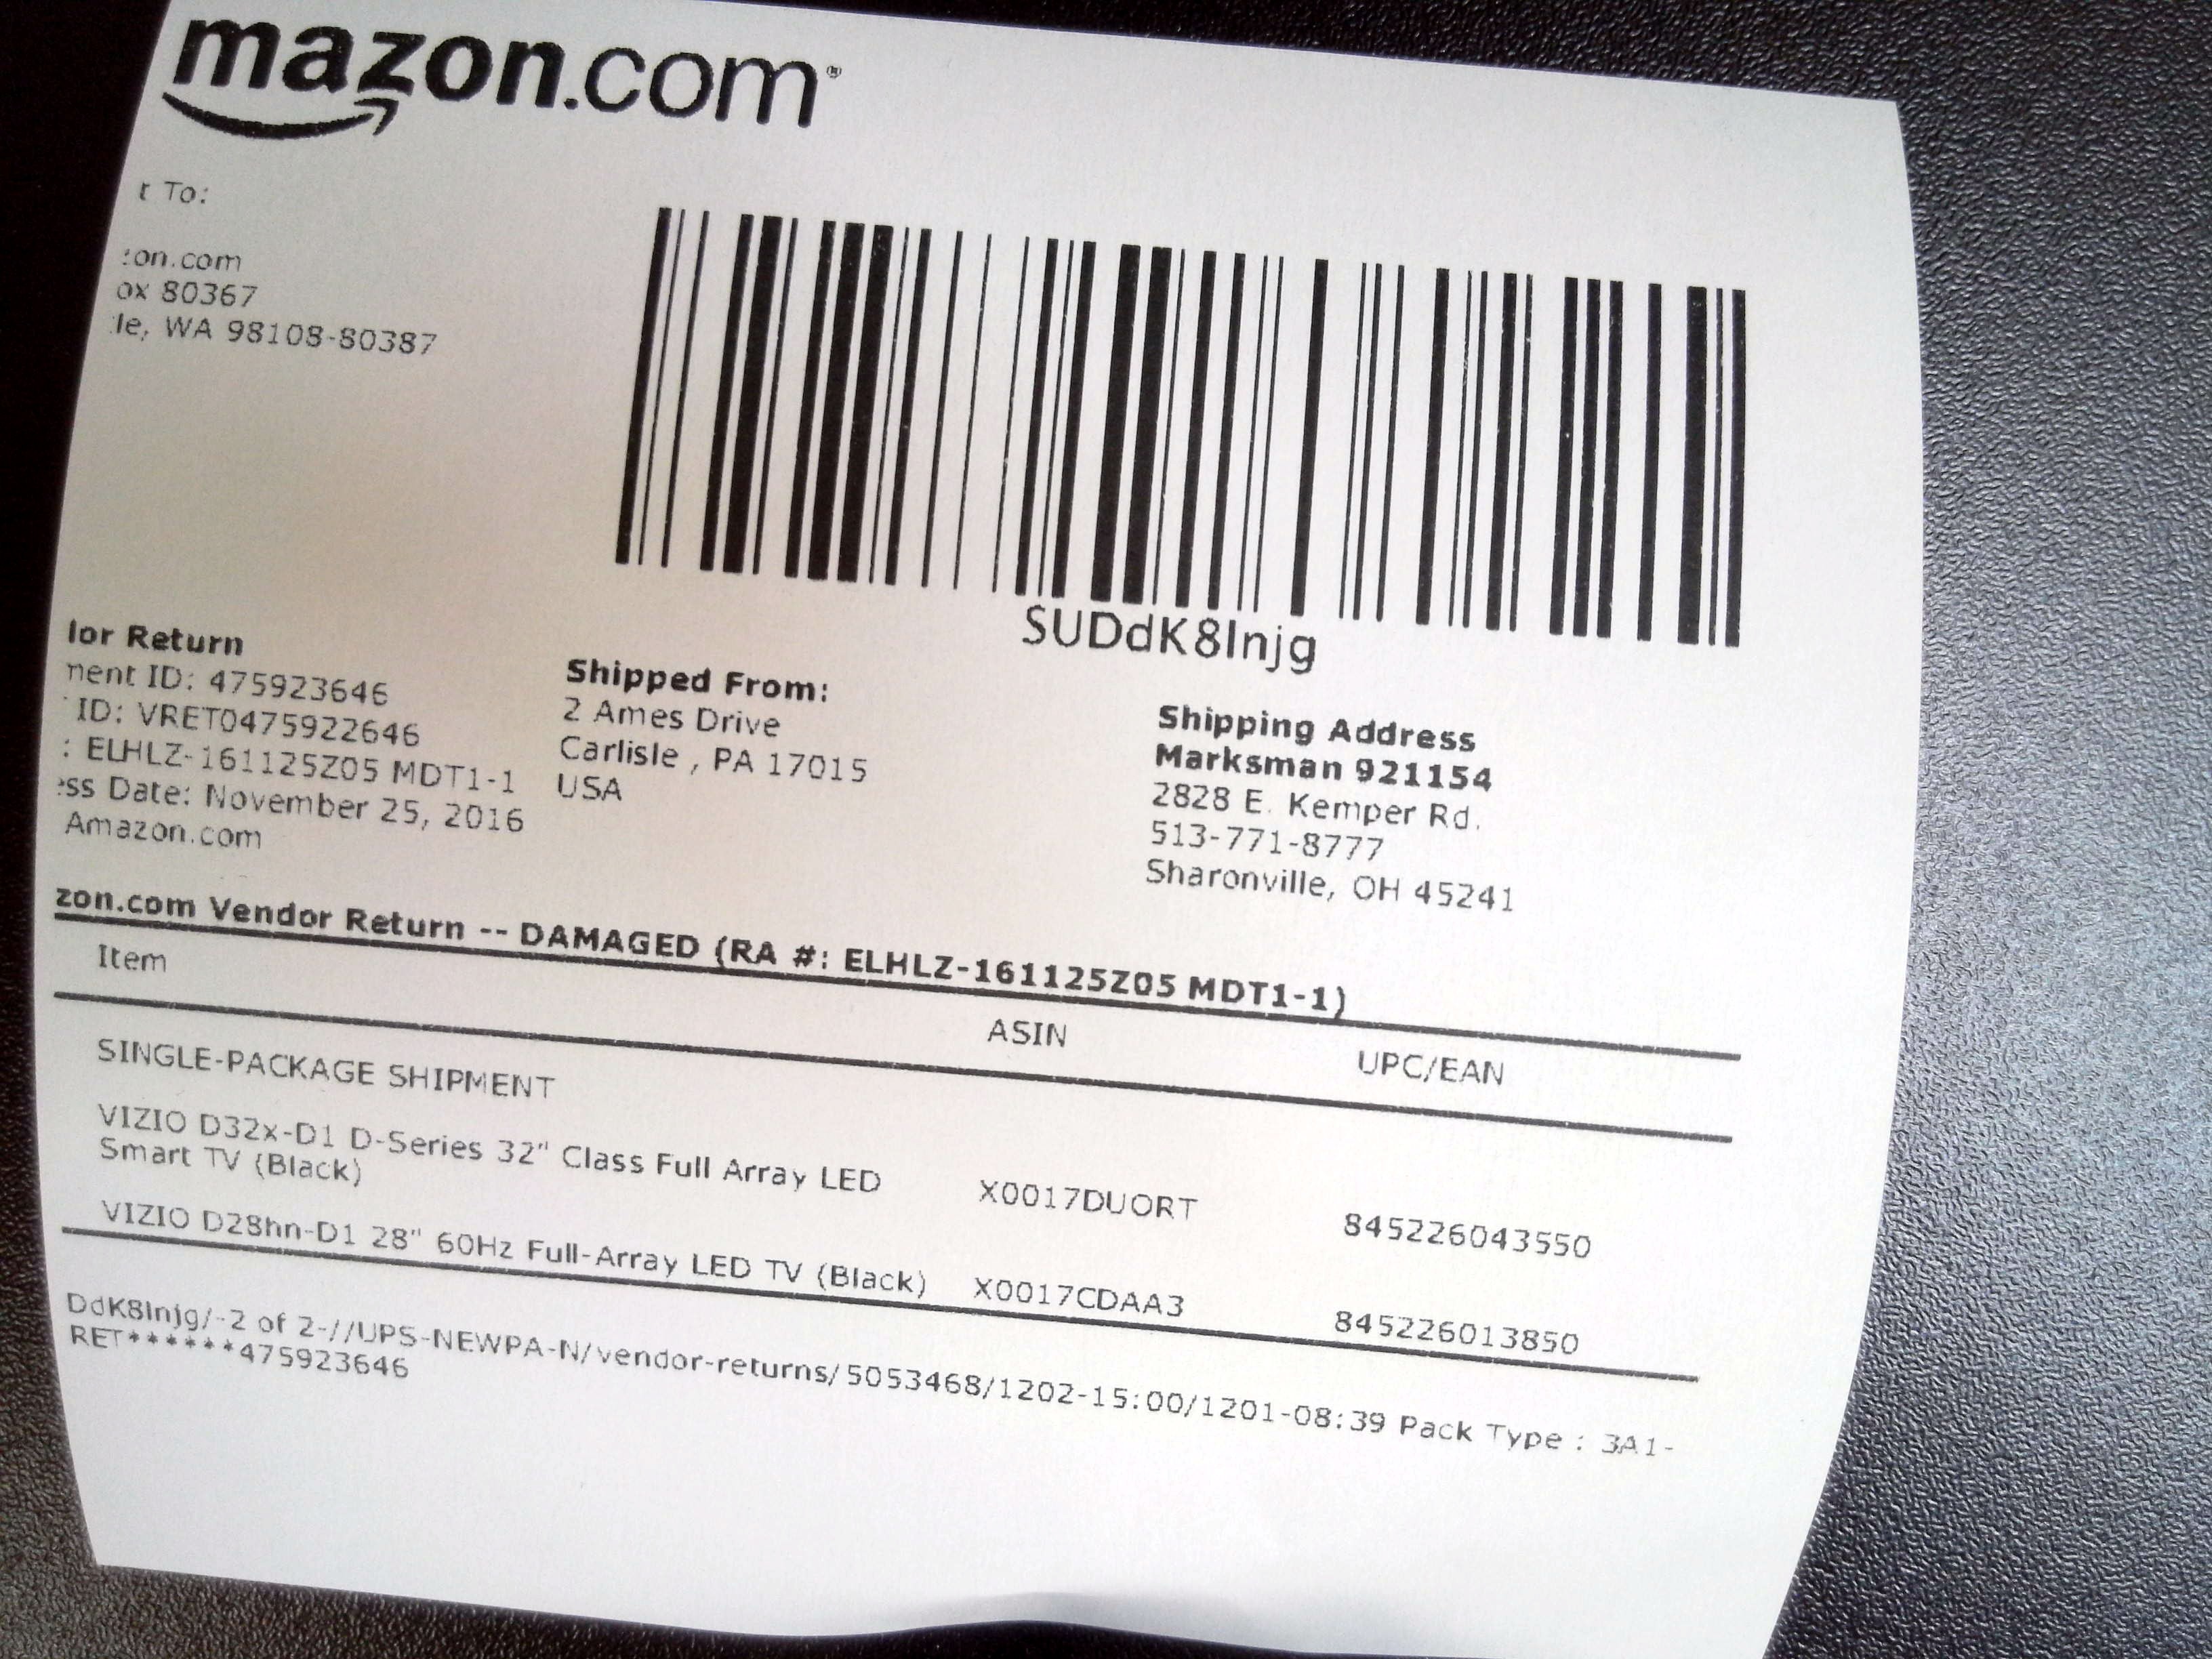 mazon.com
t To:
zon.com
ox 80367
le, WA 98108-80387
SUDdK8lnjg
lor Return
ment ID: 475923646
ID: VRET0475922646
: ELHLZ-161125Z05 MDT1-1
ess Date: November 25, 2016
Amazon.com
Shipped From:
2 Ames Drive
Carlisle , PA 17015
USA
Shipping Address
Marksman 921154
2828 E. Kemper Rd.
513-771-8777
Sharonville, OH 45241
zon.com Vendor Return -- DAMAGED (RA #: ELHLZ-161125Z05 MDT1-1)
Item ASIN UPC/EAN
SINGLE-PACKAGE SHIPMENT
VIZIO D32x-D1 D-Series 32" Class Full Array LED
Smart TV (Black) X0017DUORT 845226043550
VIZIO D28hn-D1 28" 60Hz Full-Array LED TV (Black) X0017CDAA3 845226013850
DdK8lnjg/-2 of 2-//UPS-NEWPA-N/vendor-returns/5053468/1202-15:00/1201-08:39 Pack Type : 3A1-
RET******475923646